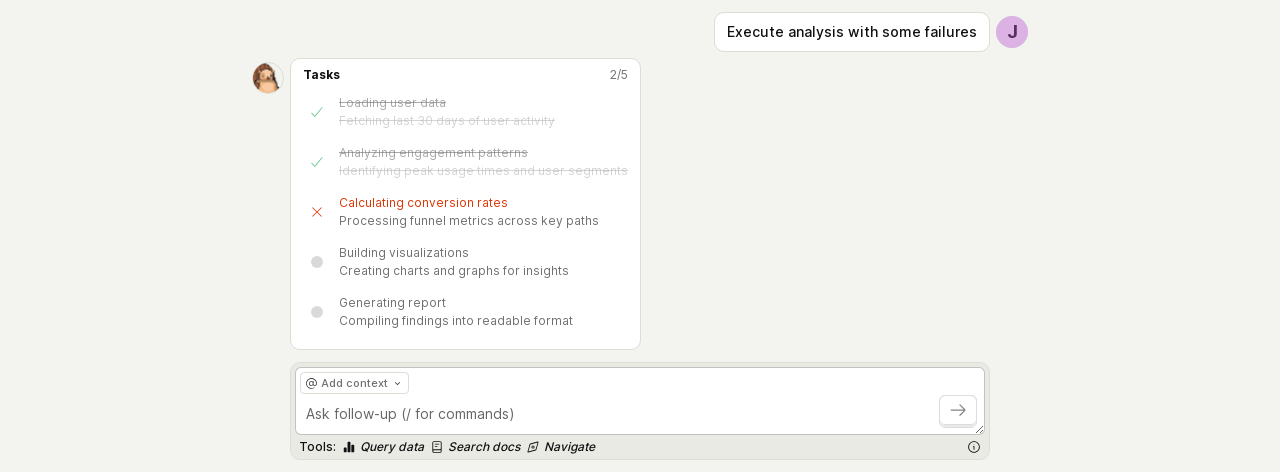 Execute analysis with some failures
J
Tasks 2/5
Loading user data
Fetching last 30 days of user activity
Analyzing engagement patterns
Identifying peak usage times and user segments
Calculating conversion rates
Processing funnel metrics across key paths
Building visualizations
Creating charts and graphs for insights
Generating report
Compiling findings into readable format
@ Add context
Ask follow-up (/ for commands)
Tools: Query data Search docs Navigate